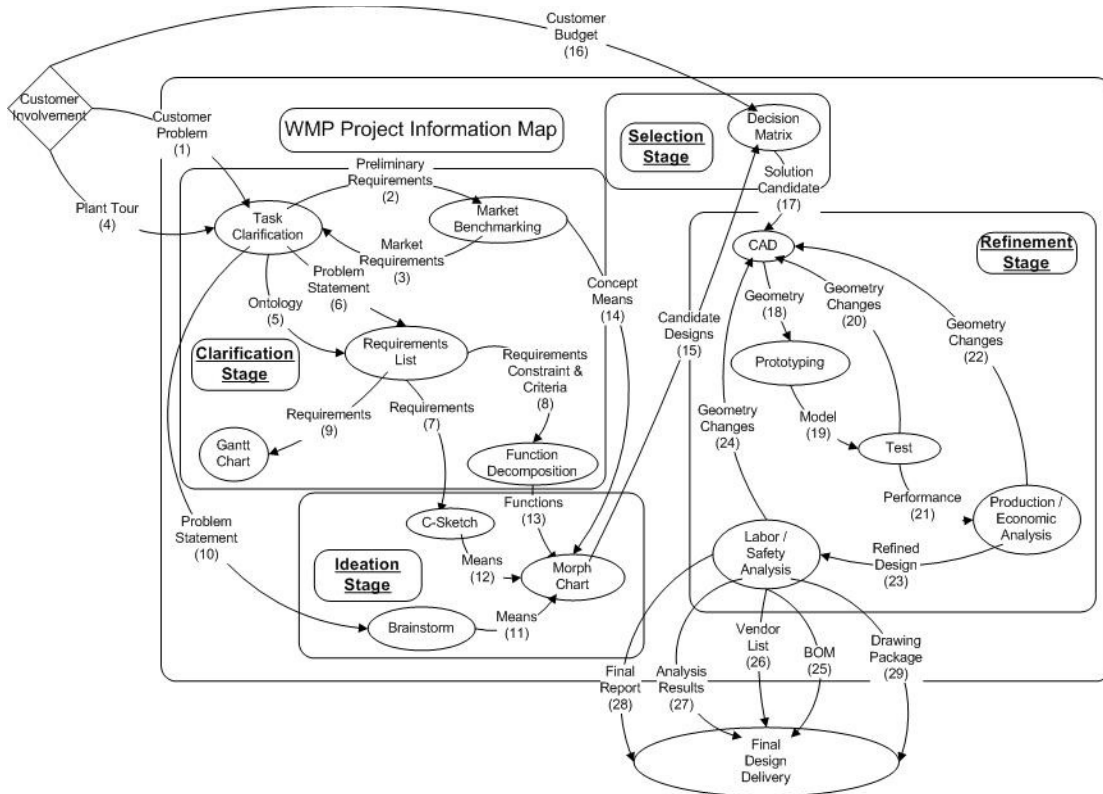 Customer
Budget
(16)
Customer
Involvement
Customer
Problem
(1)
Plant Tour
(4)
WMP Project Information Map
Selection
Stage
Decision
Matrix
Solution
Candidate
(17)
Preliminary
Requirements
(2)
Task
Clarification
Market
Benchmarking
Market
Requirements
(3)
Problem
Statement
(6)
Ontology
(5)
Concept
Means
(14)
Candidate
Designs
(15)
Clarification
Stage
Requirements
List
Requirements
Constraint &
Criteria
(8)
Requirements
(9)
Requirements
(7)
Gantt
Chart
Function
Decomposition
Functions
(13)
Problem
Statement
(10)
C-Sketch
Means
(12)
Ideation
Stage
Morph
Chart
Brainstorm
Means
(11)
Refinement
Stage
CAD
Geometry
(18)
Geometry
Changes
(20)
Geometry
Changes
(22)
Prototyping
Model
(19)
Geometry
Changes
(24)
Test
Performance
(21)
Production /
Economic
Analysis
Labor /
Safety
Analysis
Refined
Design
(23)
Final
Report
(28)
Analysis
Results
(27)
Vendor
List
(26)
BOM
(25)
Drawing
Package
(29)
Final
Design
Delivery